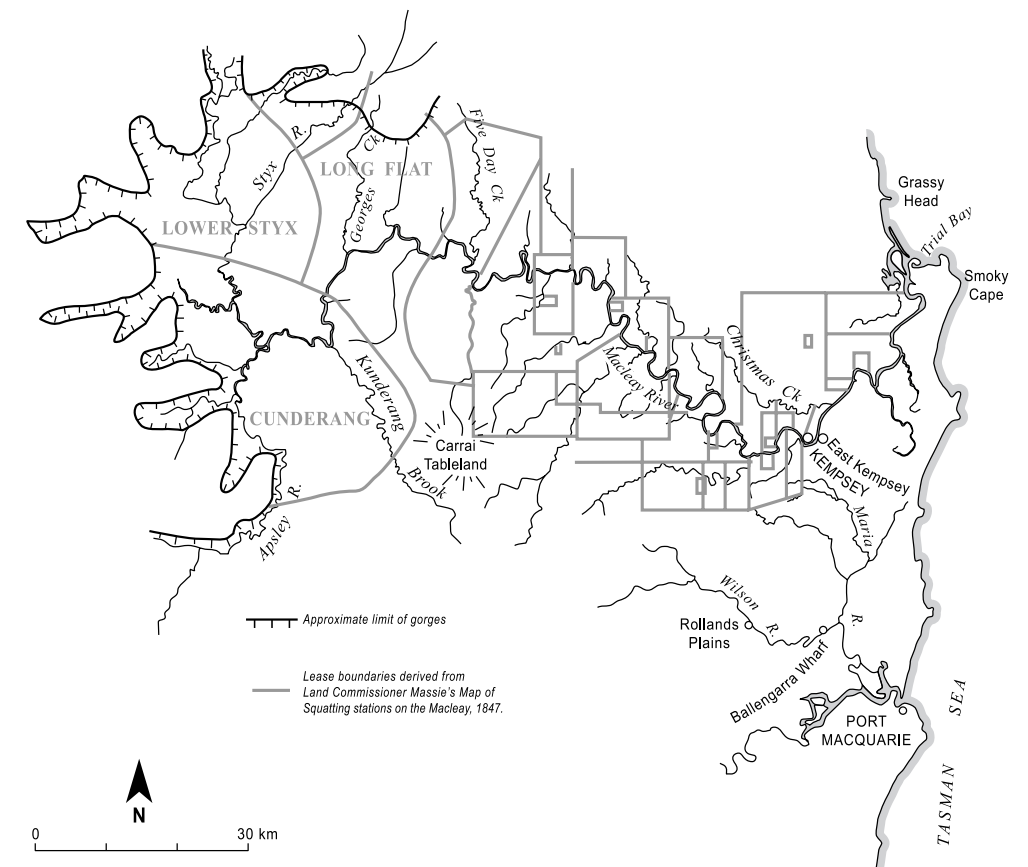 Styx R.
Georges Ck
Five Day Ck
LONG FLAT
LOWER STYX
Grassy
Head
Trial Bay
Smoky
Cape
Christmas Ck
Macleay River
Kunderang
Brook
CUNDERANG
Carrai
Tableland
East Kempsey
KEMPSEY
Apsley R.
Maria
R.
Wilson R.
Rollands
Plains
Ballengarra Wharf
PORT
MACQUARIE
TASMAN SEA
Approximate limit of gorges
Lease boundaries derived from
Land Commissioner Massie's Map of
Squatting stations on the Macleay, 1847.
N
0 30 km